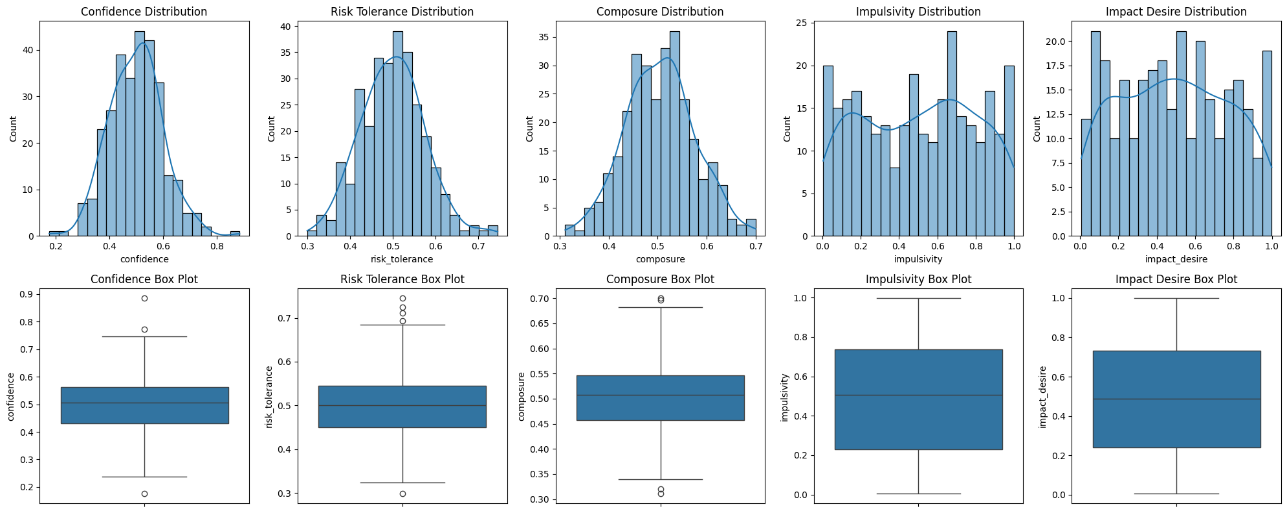 Confidence Distribution
Risk Tolerance Distribution
Composure Distribution
Impulsivity Distribution
Impact Desire Distribution
Count
40
30
20
10
0
0.2 0.4 0.6 0.8
confidence
Count
40
35
30
25
20
15
10
5
0
0.3 0.4 0.5 0.6 0.7
risk_tolerance
Count
35
30
25
20
15
10
5
0
0.4 0.5 0.6 0.7
composure
Count
25
20
15
10
5
0
0.0 0.2 0.4 0.6 0.8 1.0
impulsivity
Count
20.0
17.5
15.0
12.5
10.0
7.5
5.0
2.5
0.0
0.0 0.2 0.4 0.6 0.8 1.0
impact_desire
Confidence Box Plot
Risk Tolerance Box Plot
Composure Box Plot
Impulsivity Box Plot
Impact Desire Box Plot
confidence
0.9
0.8
0.7
0.6
0.5
0.4
0.3
0.2
risk_tolerance
0.7
0.6
0.5
0.4
0.3
composure
0.70
0.65
0.60
0.55
0.50
0.45
0.40
0.35
0.30
impulsivity
1.0
0.8
0.6
0.4
0.2
0.0
impact_desire
1.0
0.8
0.6
0.4
0.2
0.0